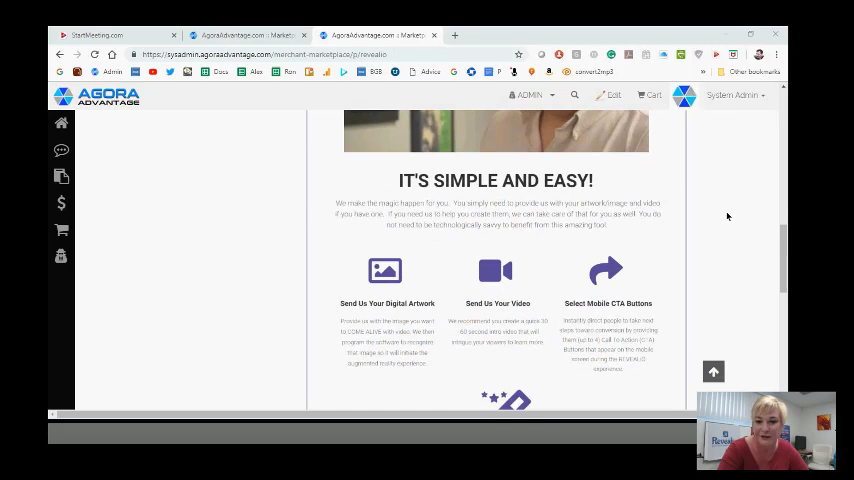 StartMeeting.com
AgoraAdvantage.com :: Marketp
AgoraAdvantage.com :: Marketp
https://sysadmin.agoraadvantage.com/merchant-marketplace/p/revealio
Admin
Docs
Alex
Ron
BGB
Advice
P
convert2mp3
Other bookmarks
AGORA
ADVANTAGE
ADMIN
Edit
Cart
System Admin
IT'S SIMPLE AND EASY!
We make the magic happen for you. You simply need to provide us with your artwork/image and video
if you have one. If you need us to help you create them, we can take care of that for you as well. You do
not need to be technologically savvy to benefit from this amazing tool.
Send Us Your Digital Artwork
Provide us with the image you want
to COME ALIVE with video. We then
program the software to recognize
that image so it will initiate the
augmented reality experience.
Send Us Your Video
We recommend you create a quick 30
60 second intro video that will
intrigue your viewers to learn more.
Select Mobile CTA Buttons
Instantly direct people to take next
steps toward conversion by providing
them (up to 4) Call To Action (CTA)
Buttons that appear on the mobile
screen during the REVEALiO
experience.